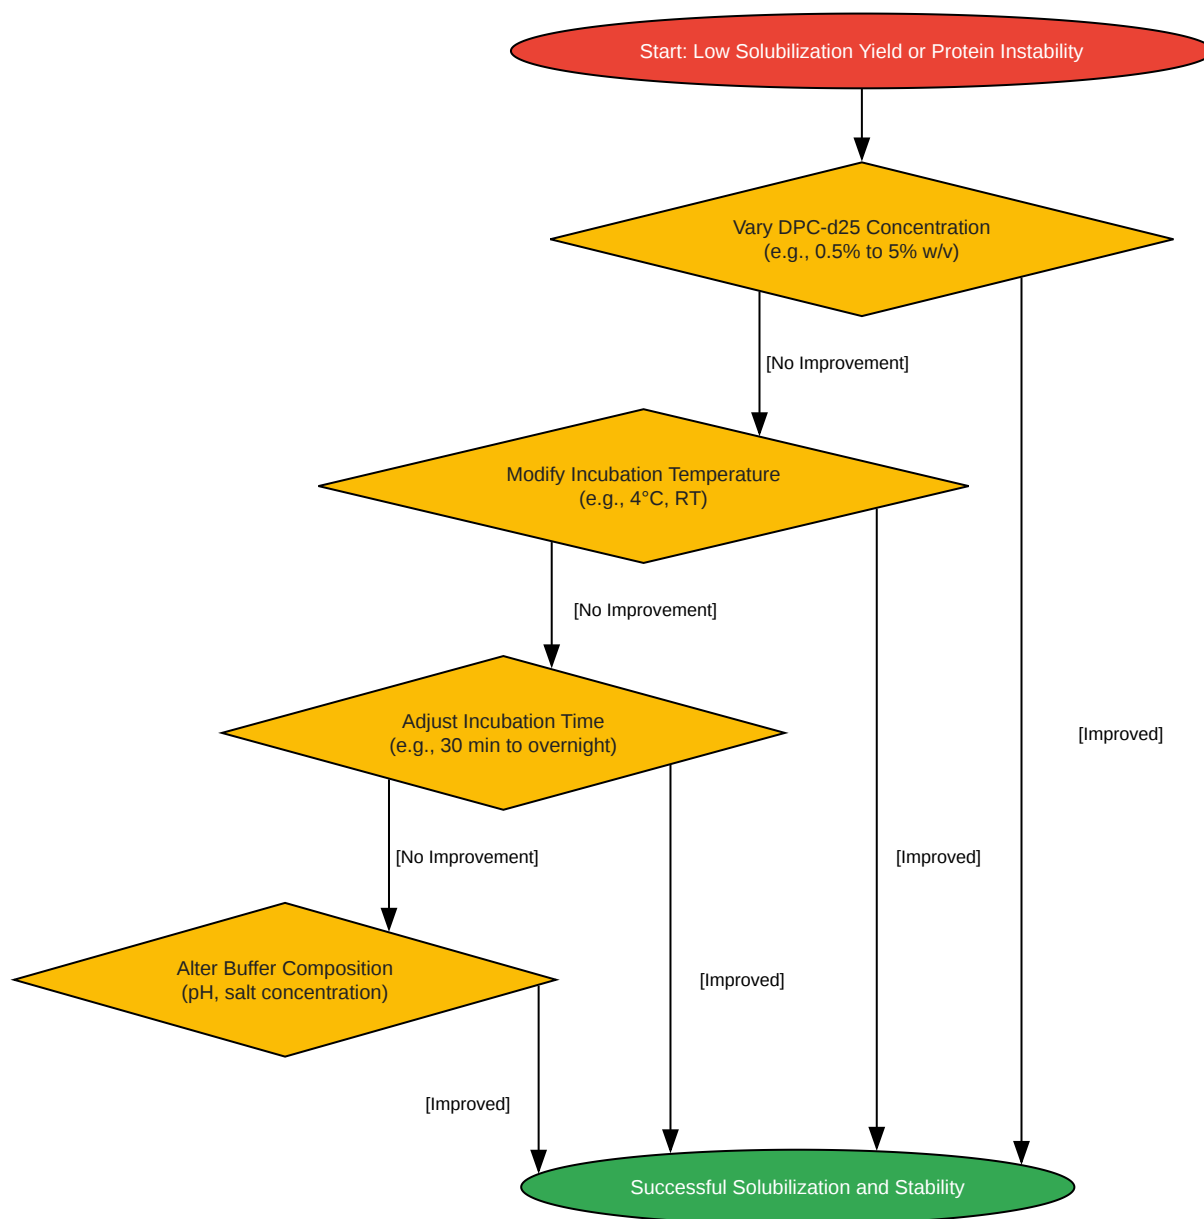 Start: Low Solubilization Yield or Protein Instability
Vary DPC-d25 Concentration
(e.g., 0.5% to 5% w/v)
[No Improvement]
Modify Incubation Temperature
(e.g., 4°C, RT)
[No Improvement]
Adjust Incubation Time
(e.g., 30 min to overnight)
[Improved]
[No Improvement]
[Improved]
Alter Buffer Composition
(pH, salt concentration)
[Improved]
[Improved]
Successful Solubilization and Stability